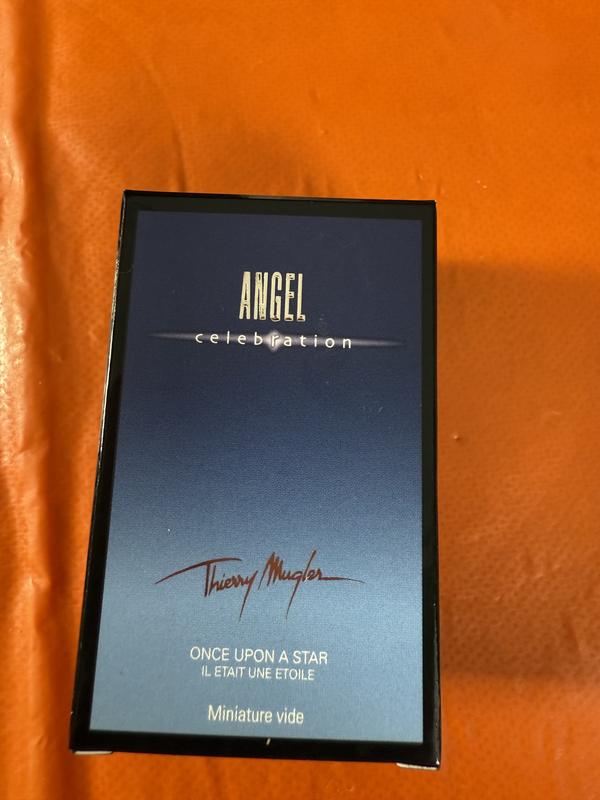 ANGEL
celebration
Thierry Mugler
ONCE UPON A STAR
IL ETAIT UNE ETOILE
Miniature vide